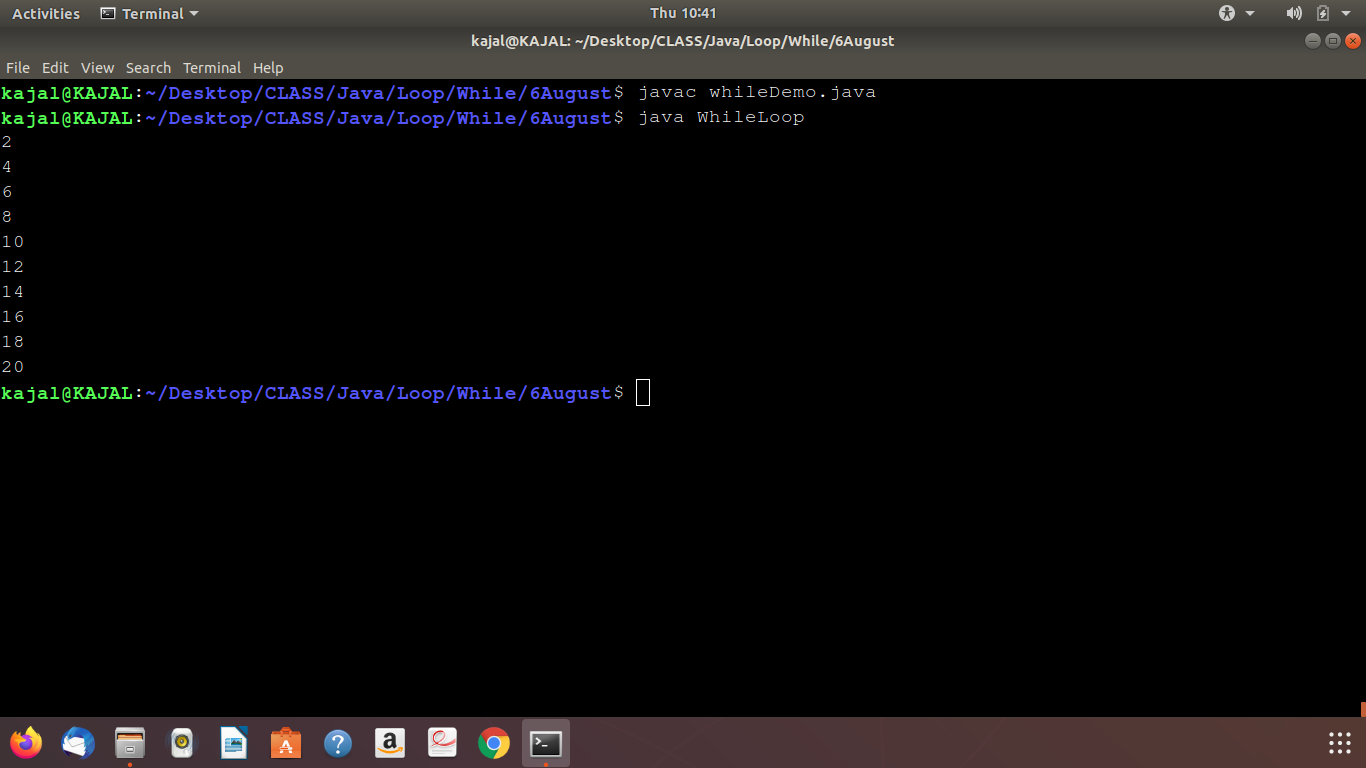 Activities Terminal Thu 10:41
kajal@KAJAL: ~/Desktop/CLASS/Java/Loop/While/6August
File Edit View Search Terminal Help
kajal@KAJAL:~/Desktop/CLASS/Java/Loop/While/6August$ javac whileDemo.java
kajal@KAJAL:~/Desktop/CLASS/Java/Loop/While/6August$ java WhileLoop
2
4
6
8
10
12
14
16
18
20
kajal@KAJAL:~/Desktop/CLASS/Java/Loop/While/6August$